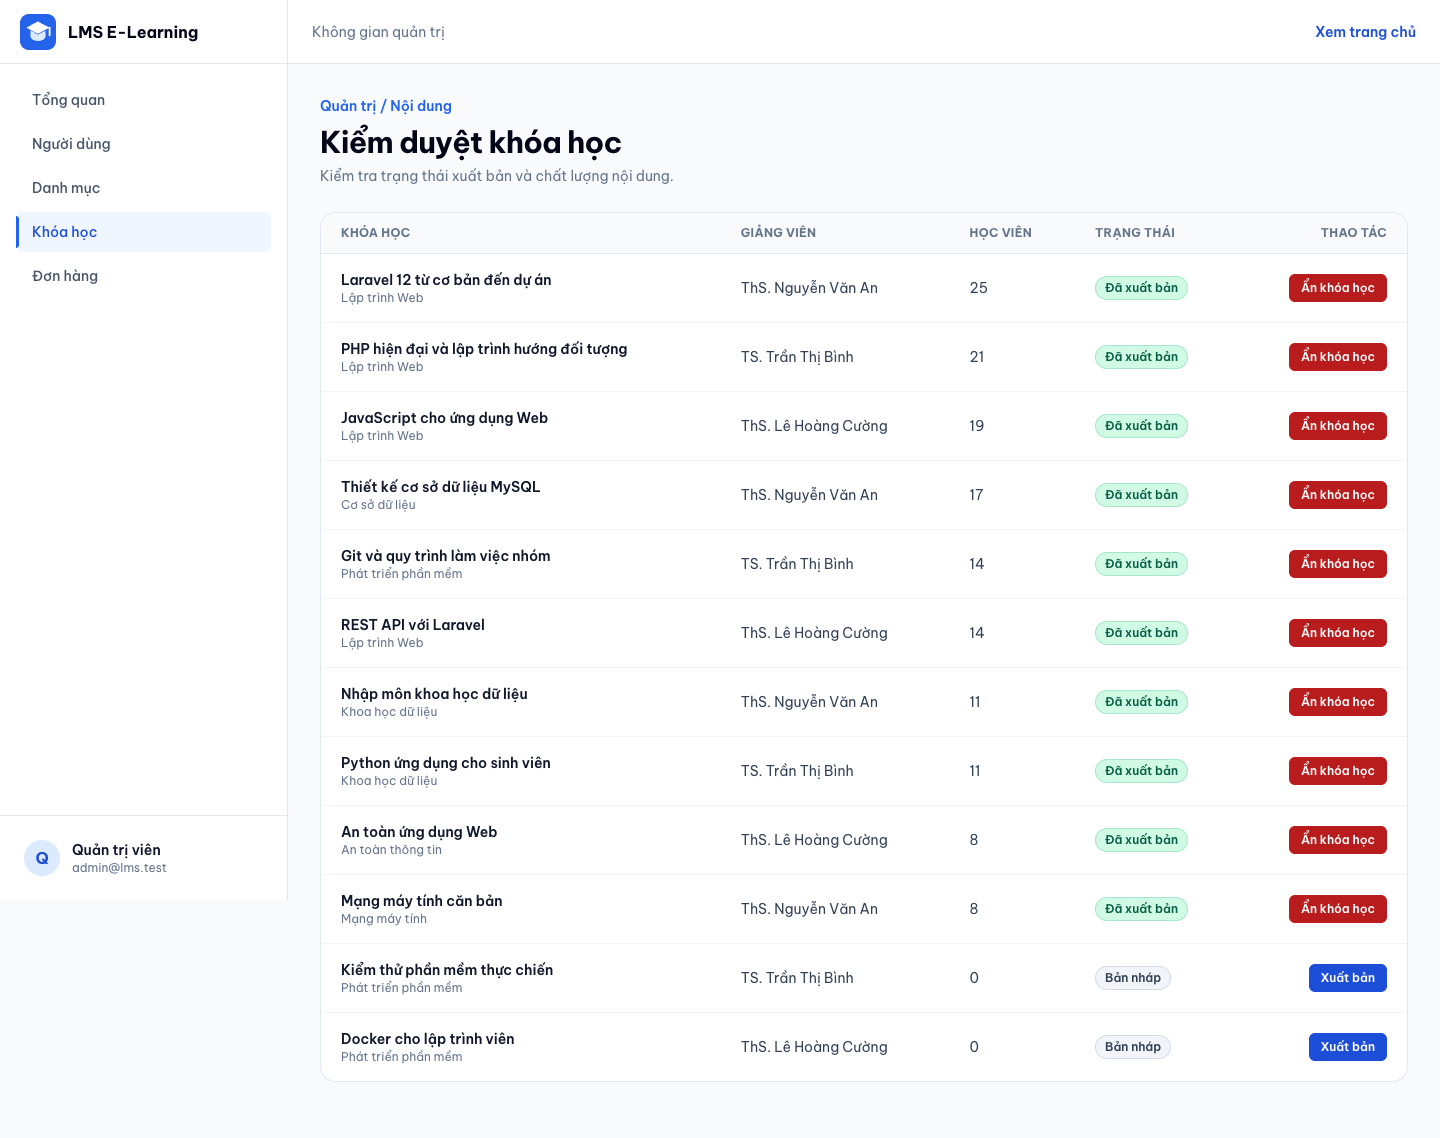 LMS E-Learning
Không gian quản trị
Xem trang chủ
Tổng quan
Người dùng
Danh mục
Khóa học
Đơn hàng
Q
Quản trị viên
admin@lms.test
Quản trị / Nội dung
Kiểm duyệt khóa học
Kiểm tra trạng thái xuất bản và chất lượng nội dung.
KHÓA HỌC GIẢNG VIÊN HỌC VIÊN TRẠNG THÁI THAO TÁC
Laravel 12 từ cơ bản đến dự án
Lập trình Web
ThS. Nguyễn Văn An 25 Đã xuất bản Ẩn khóa học
PHP hiện đại và lập trình hướng đối tượng
Lập trình Web
TS. Trần Thị Bình 21 Đã xuất bản Ẩn khóa học
JavaScript cho ứng dụng Web
Lập trình Web
ThS. Lê Hoàng Cường 19 Đã xuất bản Ẩn khóa học
Thiết kế cơ sở dữ liệu MySQL
Cơ sở dữ liệu
ThS. Nguyễn Văn An 17 Đã xuất bản Ẩn khóa học
Git và quy trình làm việc nhóm
Phát triển phần mềm
TS. Trần Thị Bình 14 Đã xuất bản Ẩn khóa học
REST API với Laravel
Lập trình Web
ThS. Lê Hoàng Cường 14 Đã xuất bản Ẩn khóa học
Nhập môn khoa học dữ liệu
Khoa học dữ liệu
ThS. Nguyễn Văn An 11 Đã xuất bản Ẩn khóa học
Python ứng dụng cho sinh viên
Khoa học dữ liệu
TS. Trần Thị Bình 11 Đã xuất bản Ẩn khóa học
An toàn ứng dụng Web
An toàn thông tin
ThS. Lê Hoàng Cường 8 Đã xuất bản Ẩn khóa học
Mạng máy tính căn bản
Mạng máy tính
ThS. Nguyễn Văn An 8 Đã xuất bản Ẩn khóa học
Kiểm thử phần mềm thực chiến
Phát triển phần mềm
TS. Trần Thị Bình 0 Bản nháp Xuất bản
Docker cho lập trình viên
Phát triển phần mềm
ThS. Lê Hoàng Cường 0 Bản nháp Xuất bản